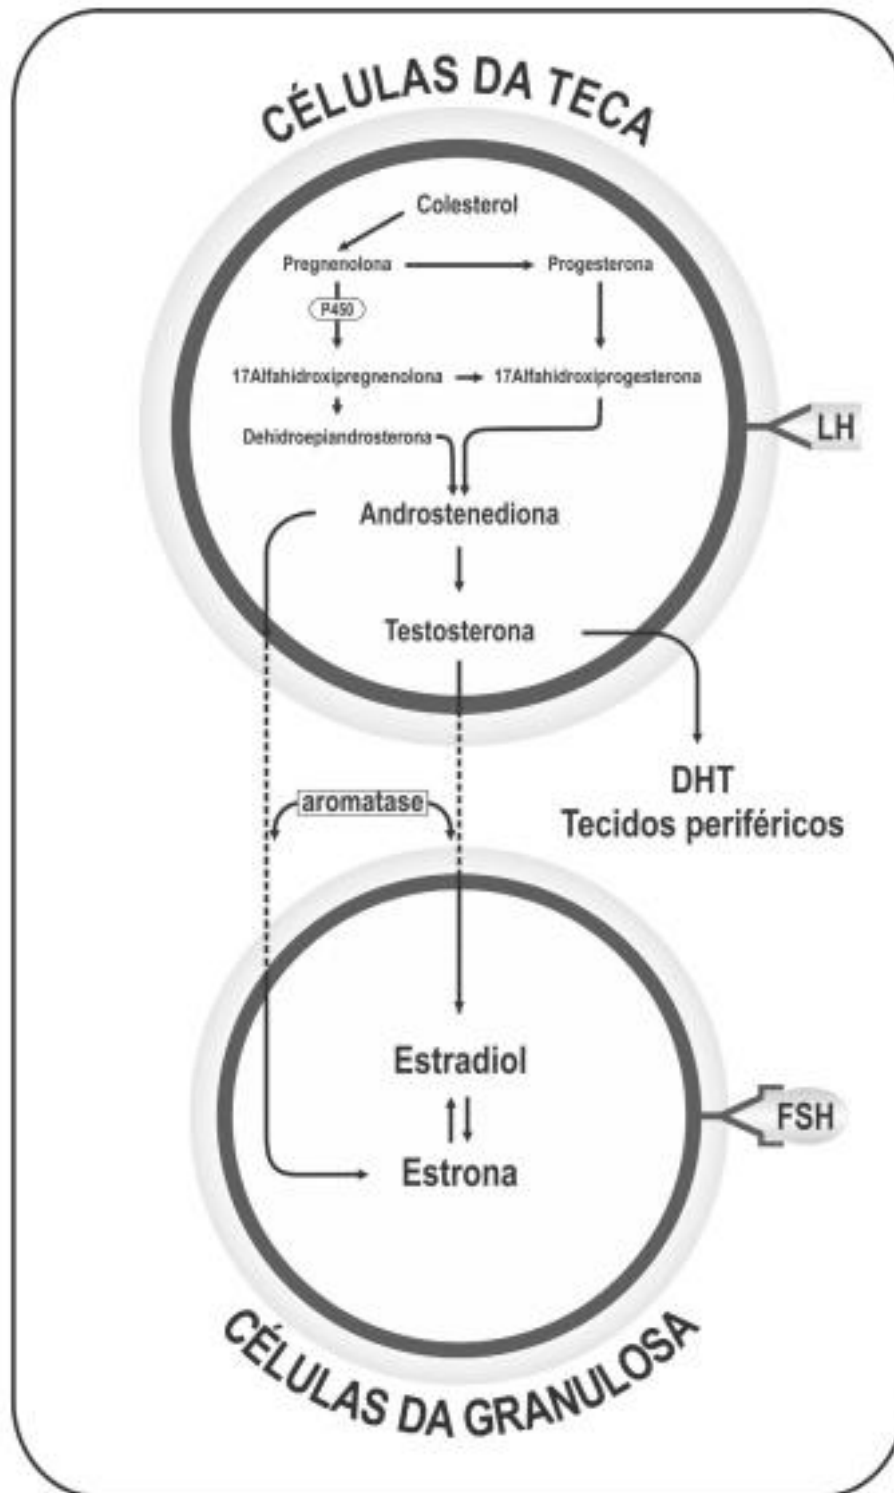 CÉLULAS DA TECA
Colesterol
Pregnenolona
Progesterona
P450
17Alfahidroxipregnenolona
17Alfahidroxiprogesterona
Dehidroepiandrosterona
LH
Androstenediona
Testosterona
DHT
Tecidos periféricos
aromatase
Estradiol
FSH
Estrona
CÉLULAS DA GRANULOSA